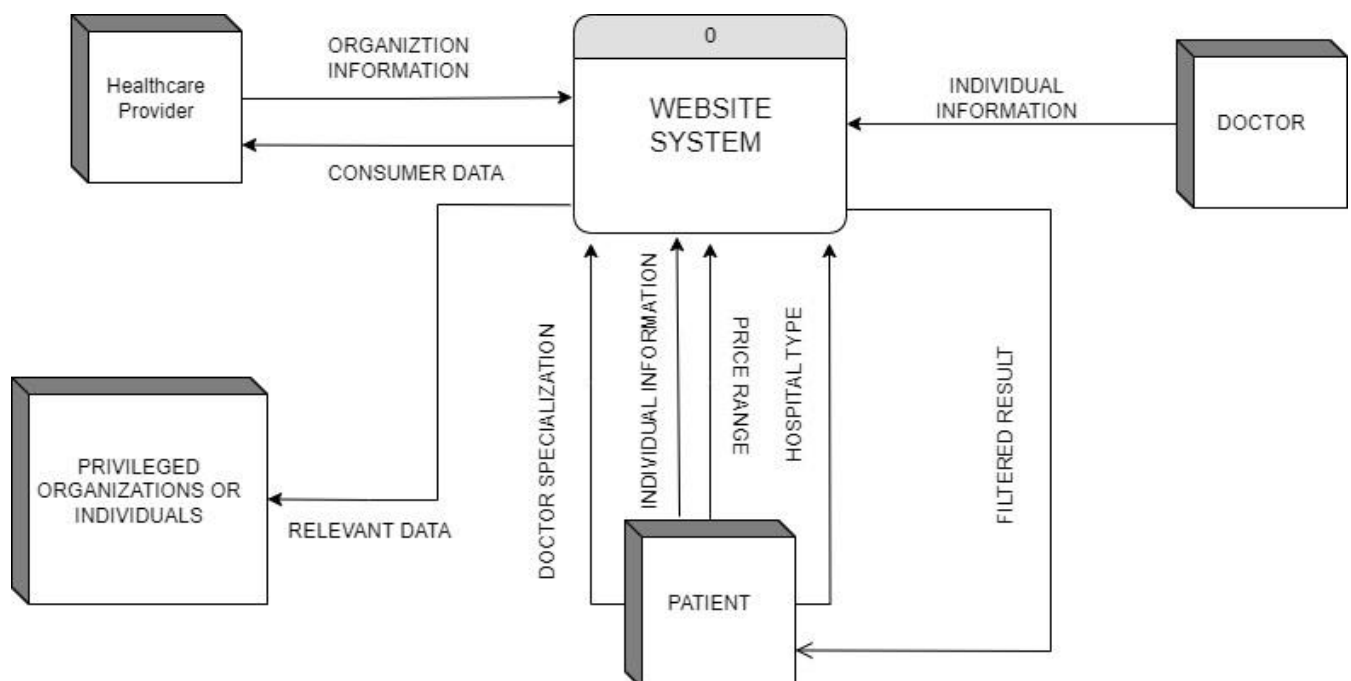 0
Healthcare
Provider
ORGANIZTION
INFORMATION
WEBSITE
SYSTEM
INDIVIDUAL
INFORMATION
DOCTOR
CONSUMER DATA
DOCTOR SPECIALIZATION
INDIVIDUAL INFORMATION
PRICE RANGE
HOSPITAL TYPE
FILTERED RESULT
PRIVILEGED
ORGANIZATIONS OR
INDIVIDUALS
RELEVANT DATA
PATIENT